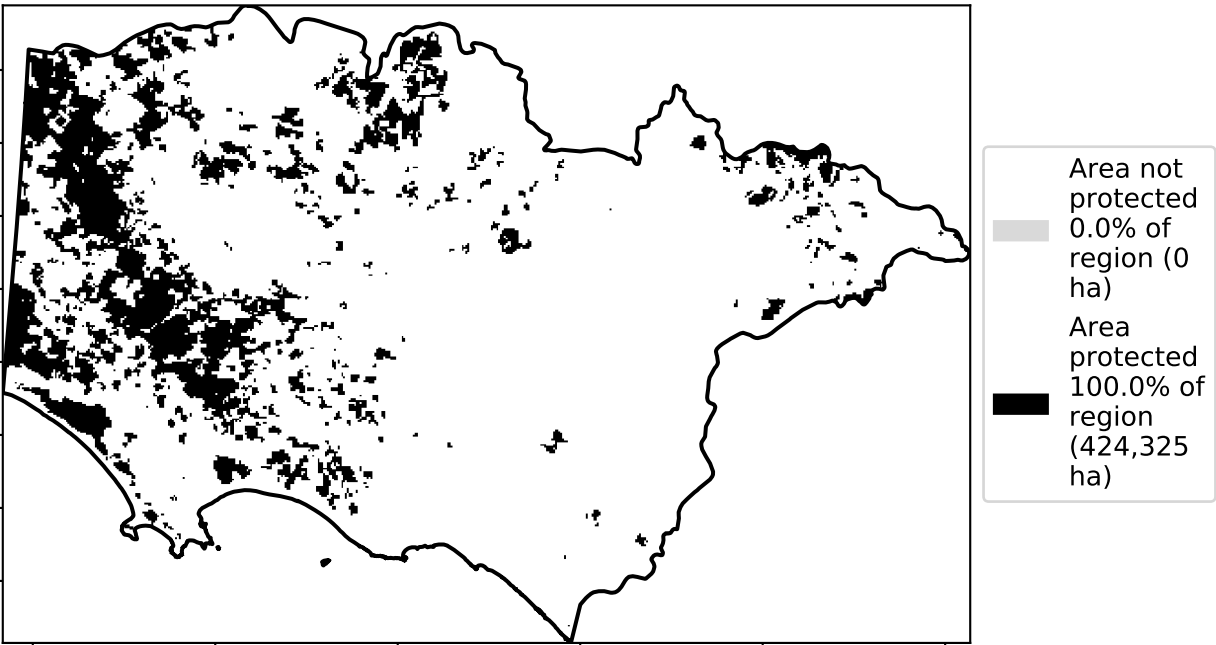 Area not
protected
0.0% of
region (0
ha)
Area
protected
100.0% of
region
(424,325
ha)